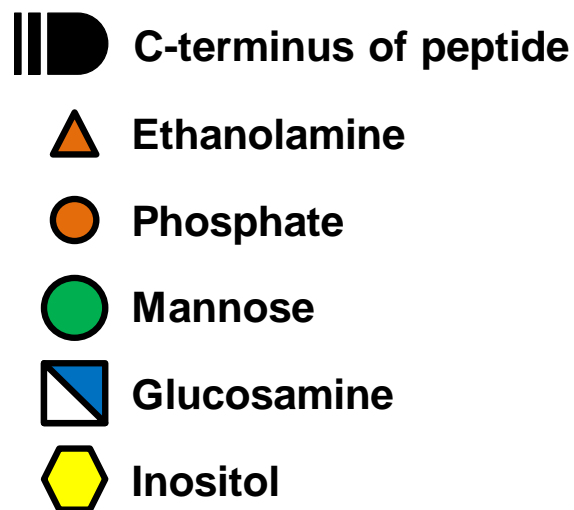 C-terminus of peptide
Ethanolamine
Phosphate
Mannose
Glucosamine
Inositol